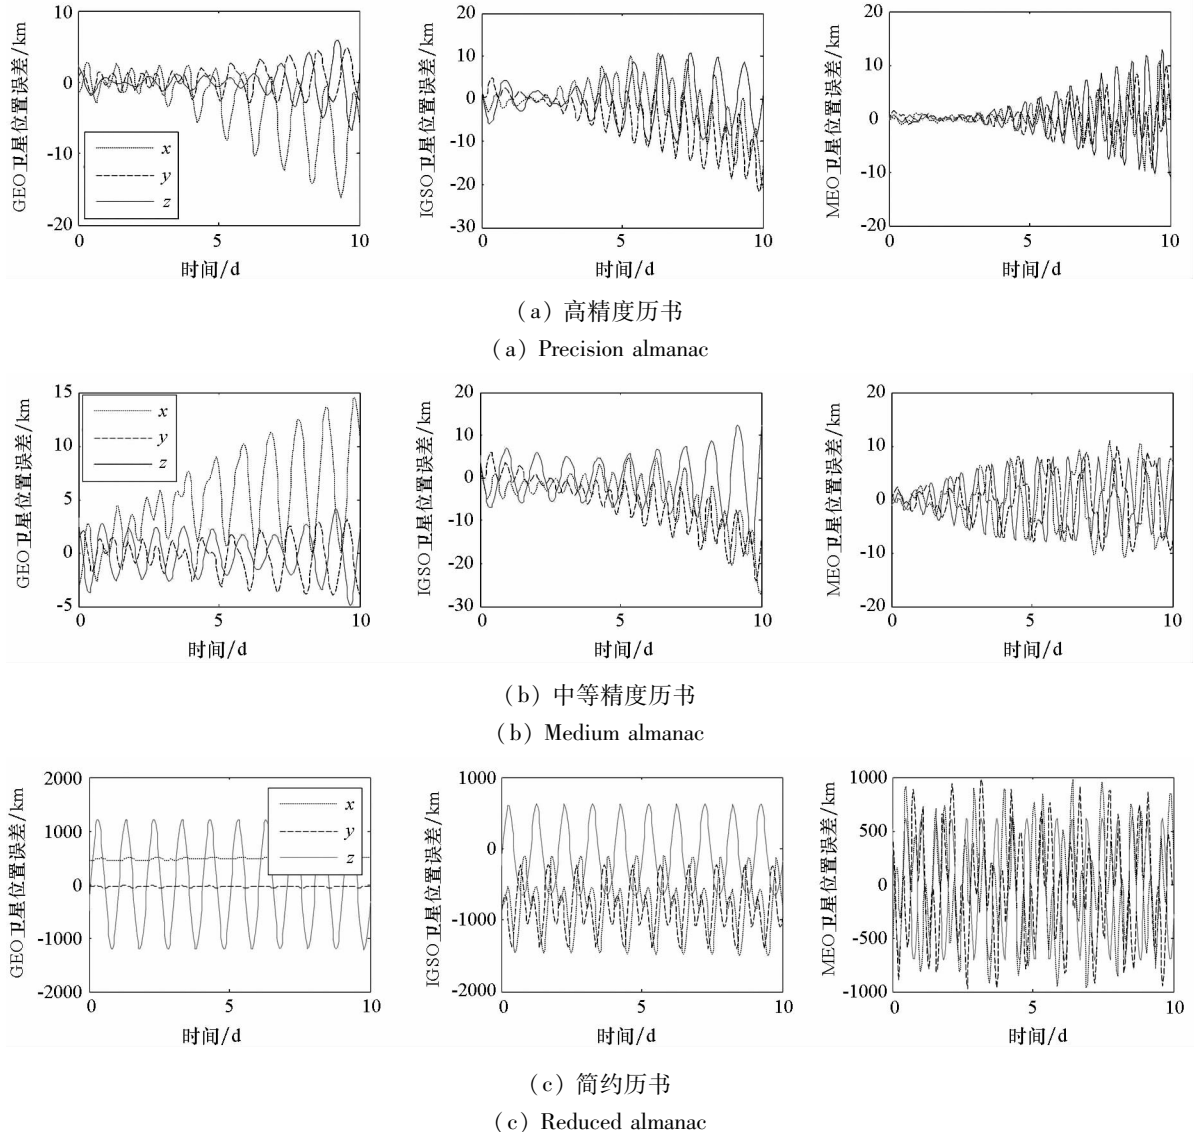 GEO卫星位置误差/km
10
0
-10
-20
x
y
z
0
5
10
时间/d
IGSO卫星位置误差/km
20
10
0
-10
-20
-30
0
5
10
时间/d
MEO卫星位置误差/km
20
10
0
-10
-20
0
5
10
时间/d
(a) 高精度历书
(a) Precision almanac
GEO卫星位置误差/km
15
10
5
0
-5
x
y
z
0
5
10
时间/d
IGSO卫星位置误差/km
20
10
0
-10
-20
-30
0
5
10
时间/d
MEO卫星位置误差/km
20
10
0
-10
-20
0
5
10
时间/d
(b) 中等精度历书
(b) Medium almanac
GEO卫星位置误差/km
2000
1000
0
-1000
-2000
x
y
z
0
5
10
时间/d
IGSO卫星位置误差/km
1000
0
-1000
-2000
0
5
10
时间/d
MEO卫星位置误差/km
1000
500
0
-500
-1000
0
5
10
时间/d
(c) 简约历书
(c) Reduced almanac